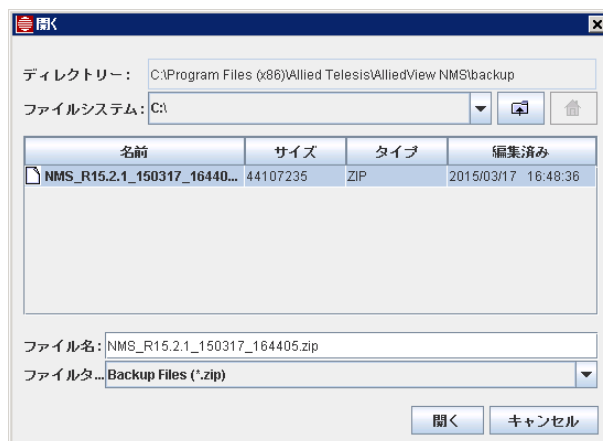 開く
ディレクトリー: C:\Program Files (x86)\Allied Telesis\AlliedView NMS\backup
ファイルシステム: C:\
名前 サイズ タイプ 編集済み
NMS_R15.2.1_150317_16440... 44107235 ZIP 2015/03/17 16:48:36
ファイル名: NMS_R15.2.1_150317_164405.zip
ファイルタ... Backup Files (*.zip)
開く キャンセル